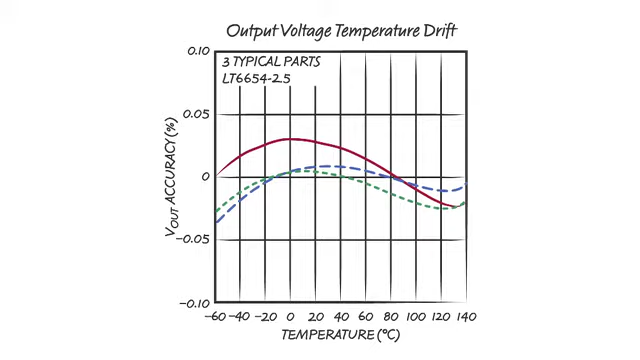 Output Voltage Temperature Drift
0.10
3 TYPICAL PARTS
LT6654-2.5
0.05
0
-0.05
-0.10
VOUT ACCURACY (%)
-60 -40 -20 0 20 40 60 80 100 120 140
TEMPERATURE (°C)